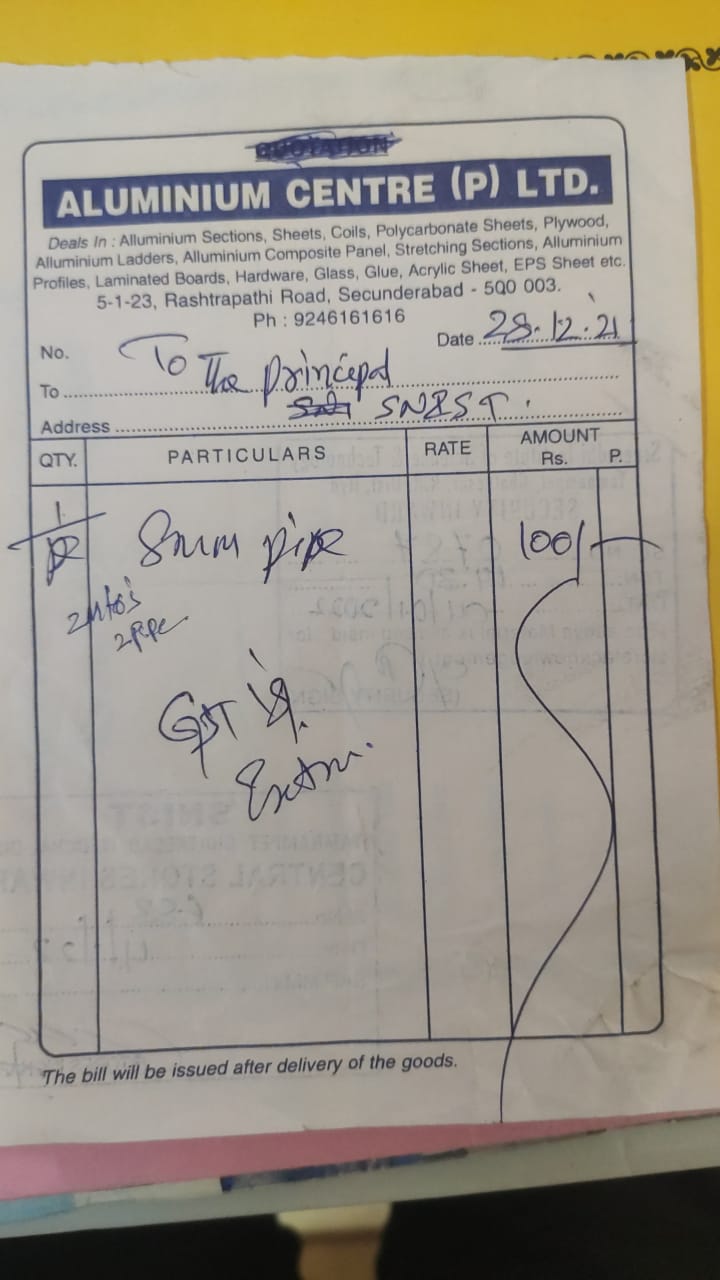 QUOTATION
ALUMINIUM CENTRE (P) LTD.
Deals In : Alluminium Sections, Sheets, Coils, Polycarbonate Sheets, Plywood,
Alluminium Ladders, Alluminium Composite Panel, Stretching Sections, Alluminium
Profiles, Laminated Boards, Hardware, Glass, Glue, Acrylic Sheet, EPS Sheet etc.
5-1-23, Rashtrapathi Road, Secunderabad - 500 003.
Ph : 9246161616
No. Date 28.12.21
To To The principal
Address SNIST.
QTY. PARTICULARS RATE AMOUNT
Rs. P.
1 8mm pipe 100/-
GST is
Extra.
The bill will be issued after delivery of the goods.